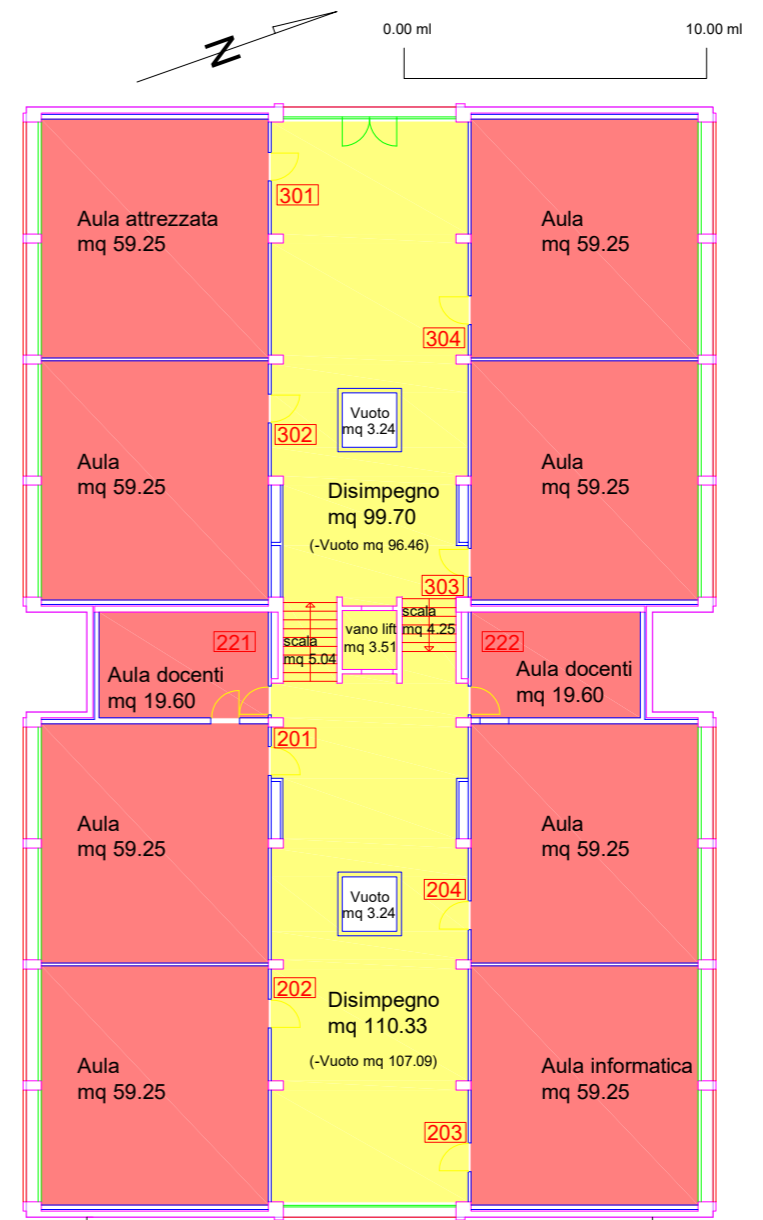 N
0.00 ml
10.00 ml
301
Aula attrezzata
mq 59.25
Aula
mq 59.25
304
Vuoto
mq 3.24
302
Aula
mq 59.25
Aula
mq 59.25
Disimpegno
mq 99.70
(-Vuoto mq 96.46)
303
scala
mq 4.25
vano lift
mq 3.51
scala
mq 5.04
221
222
Aula docenti
mq 19.60
Aula docenti
mq 19.60
201
Aula
mq 59.25
Aula
mq 59.25
204
Vuoto
mq 3.24
202
Disimpegno
mq 110.33
(-Vuoto mq 107.09)
Aula
mq 59.25
Aula informatica
mq 59.25
203